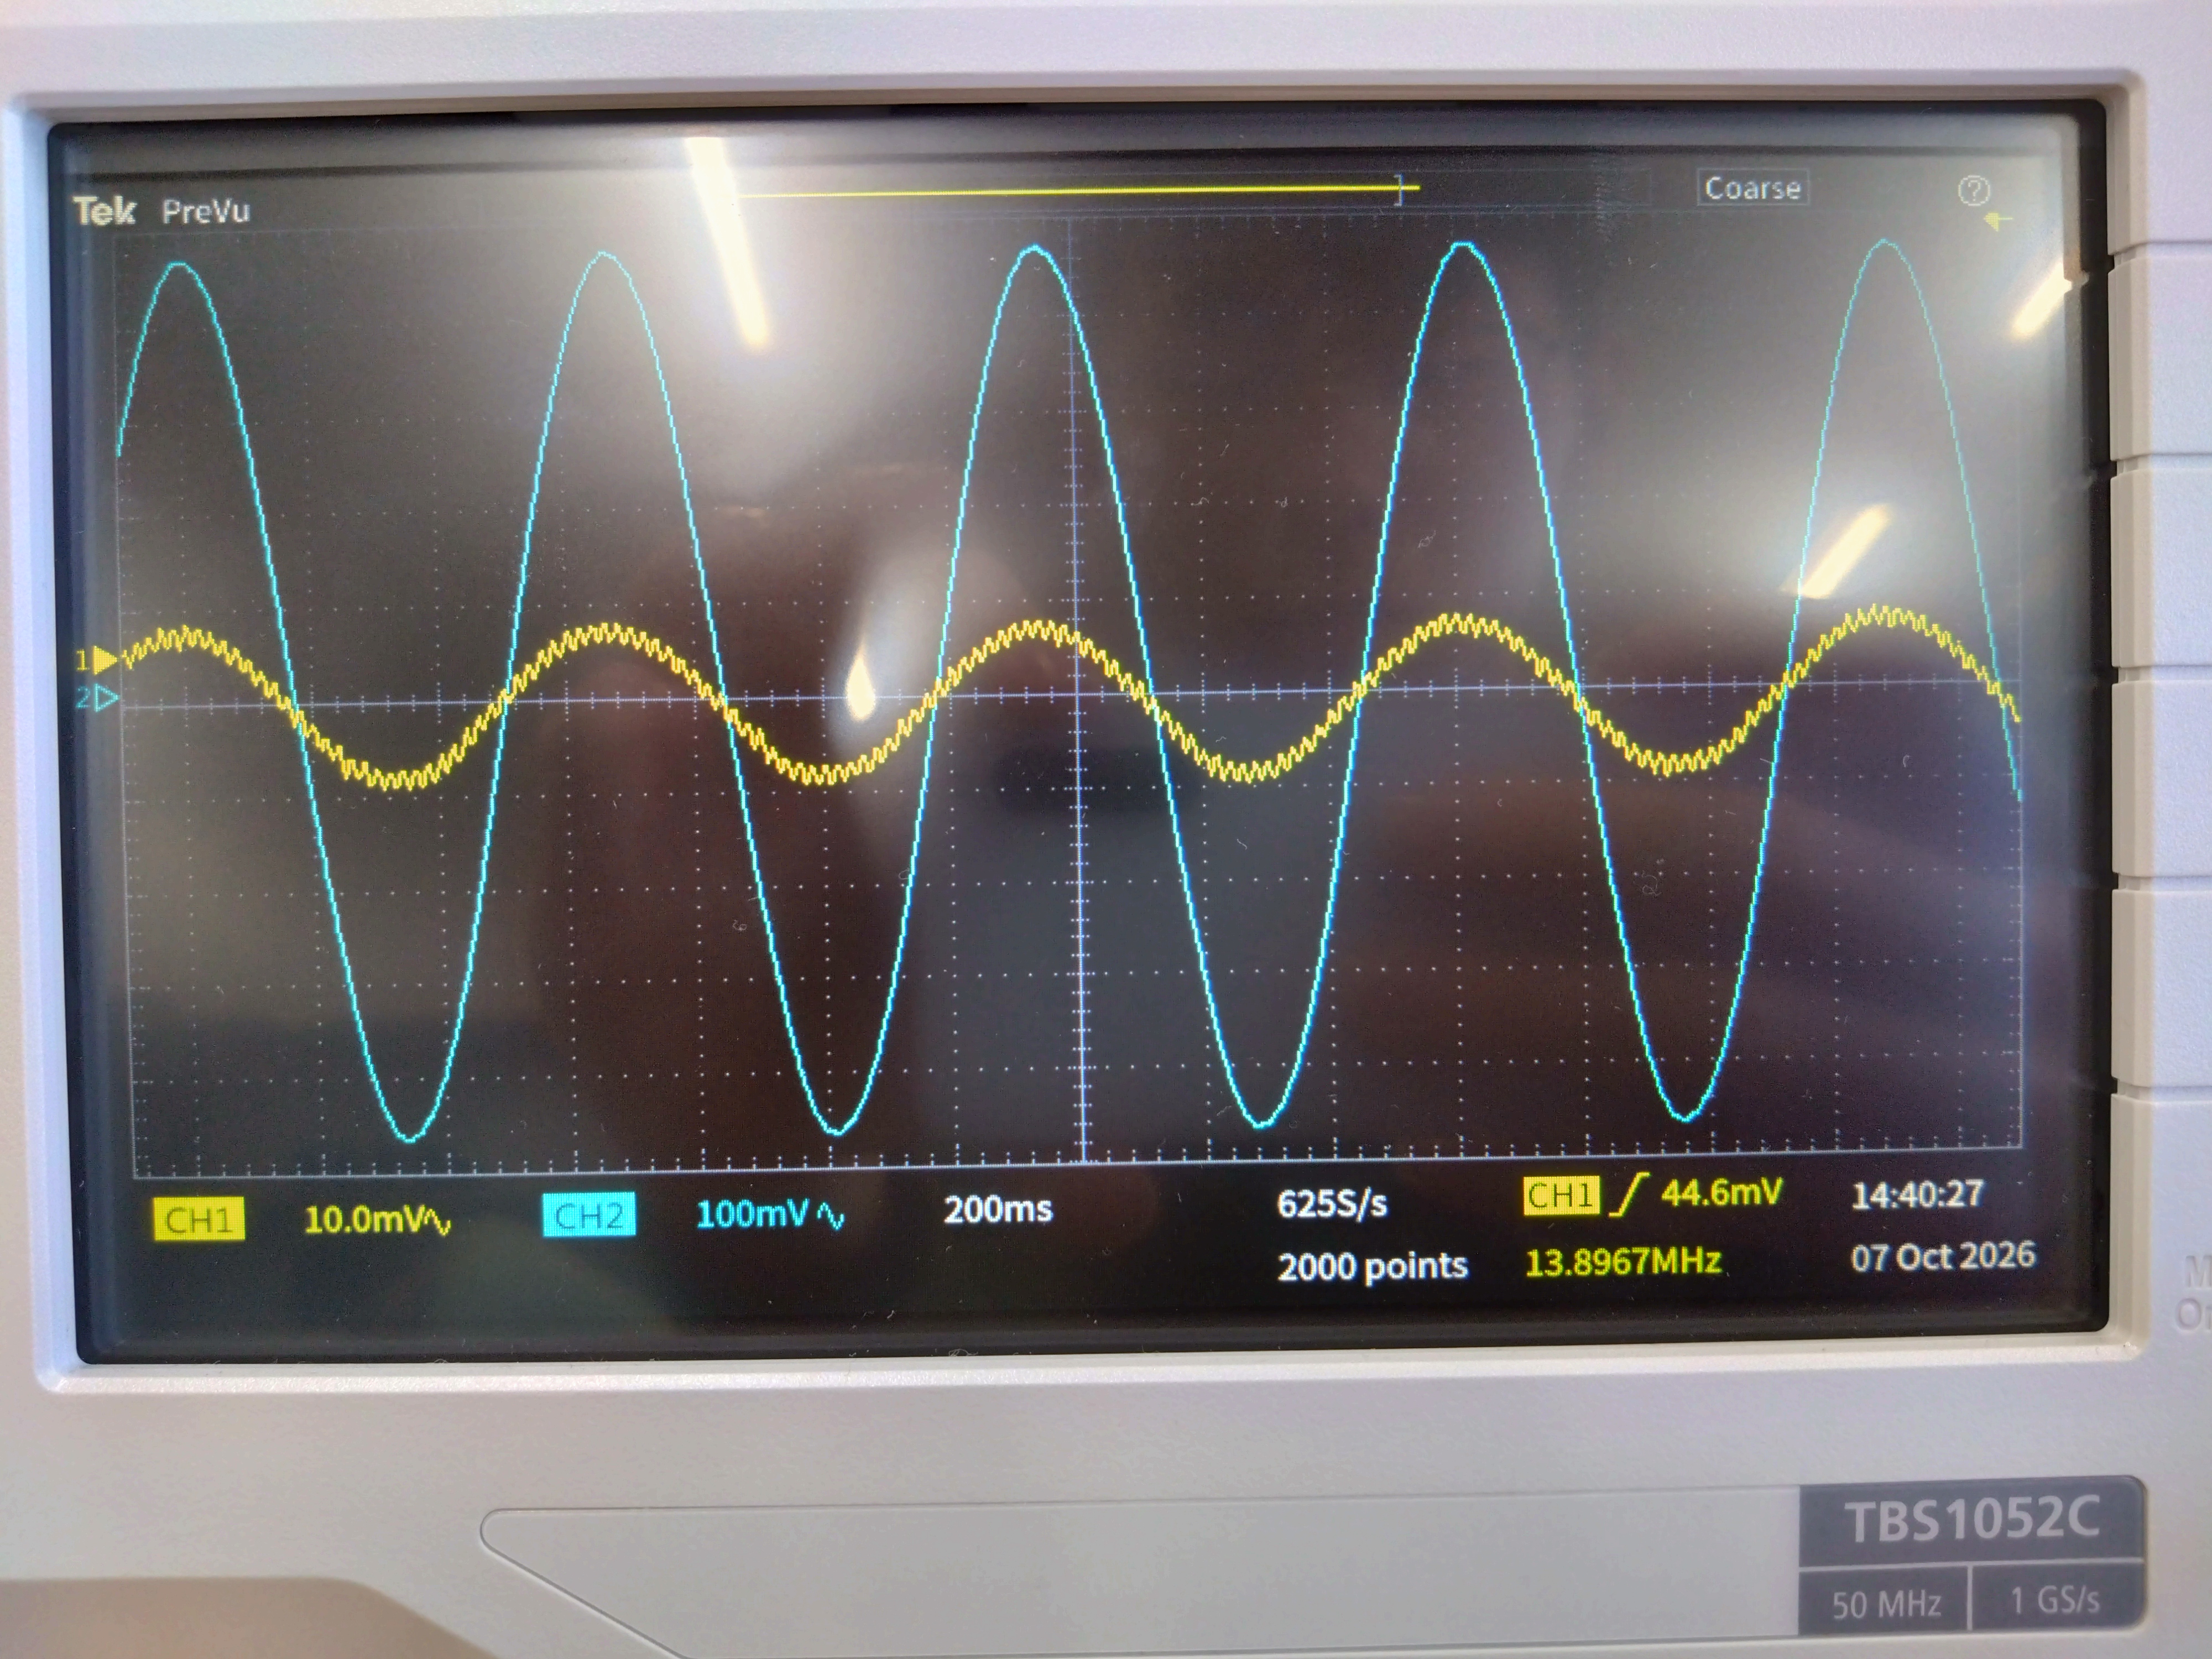 Tek PreVu
Coarse
?
1
2
CH1 10.0mV CH2 100mV 200ms 625S/s CH1 44.6mV 14:40:27
2000 points 13.8967MHz 07 Oct 2026
TBS1052C
50 MHz 1 GS/s